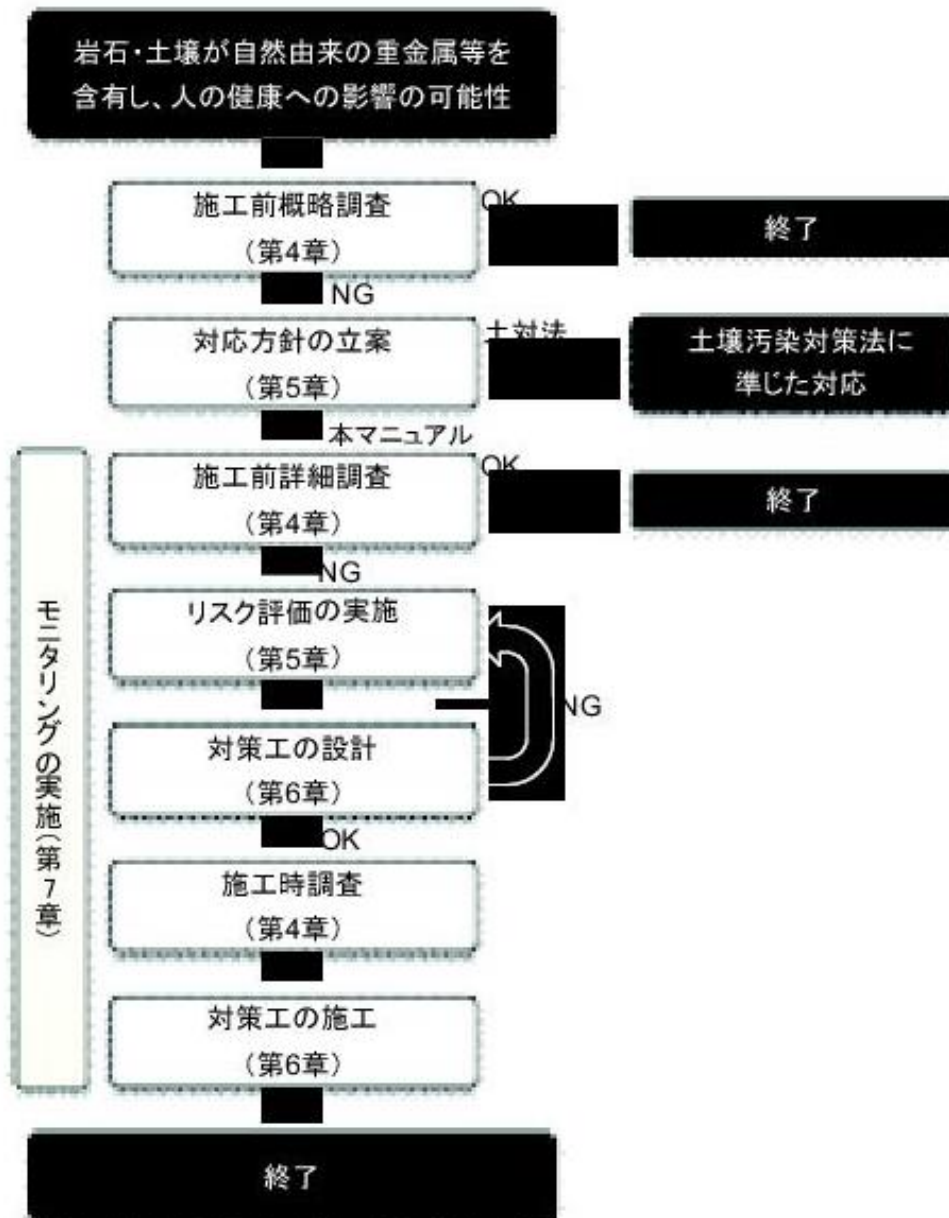 岩石・土壌が自然由来の重金属等を
含有し、人の健康への影響の可能性
施工前概略調査
（第4章）
OK
終了
NG
対応方針の立案
（第5章）
土対法
土壌汚染対策法に
準じた対応
本マニュアル
施工前詳細調査
（第4章）
OK
終了
NG
リスク評価の実施
（第5章）
NG
対策工の設計
（第6章）
OK
施工時調査
（第4章）
対策工の施工
（第6章）
モニタリングの実施（第7章）
終了